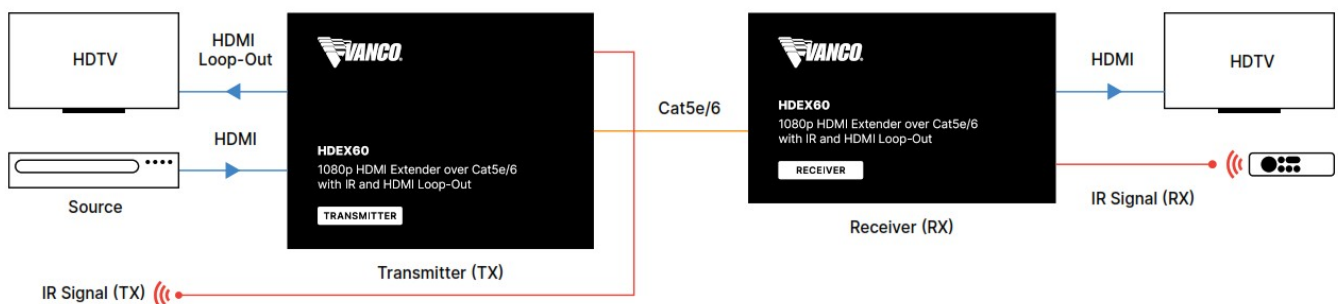 HDTV
HDMI
Loop-Out
HDMI
Source
IR Signal (TX)
VANCO®
HDEX60
1080p HDMI Extender over Cat5e/6
with IR and HDMI Loop-Out
TRANSMITTER
Transmitter (TX)
Cat5e/6
VANCO®
HDEX60
1080p HDMI Extender over Cat5e/6
with IR and HDMI Loop-Out
RECEIVER
Receiver (RX)
HDMI
HDTV
IR Signal (RX)